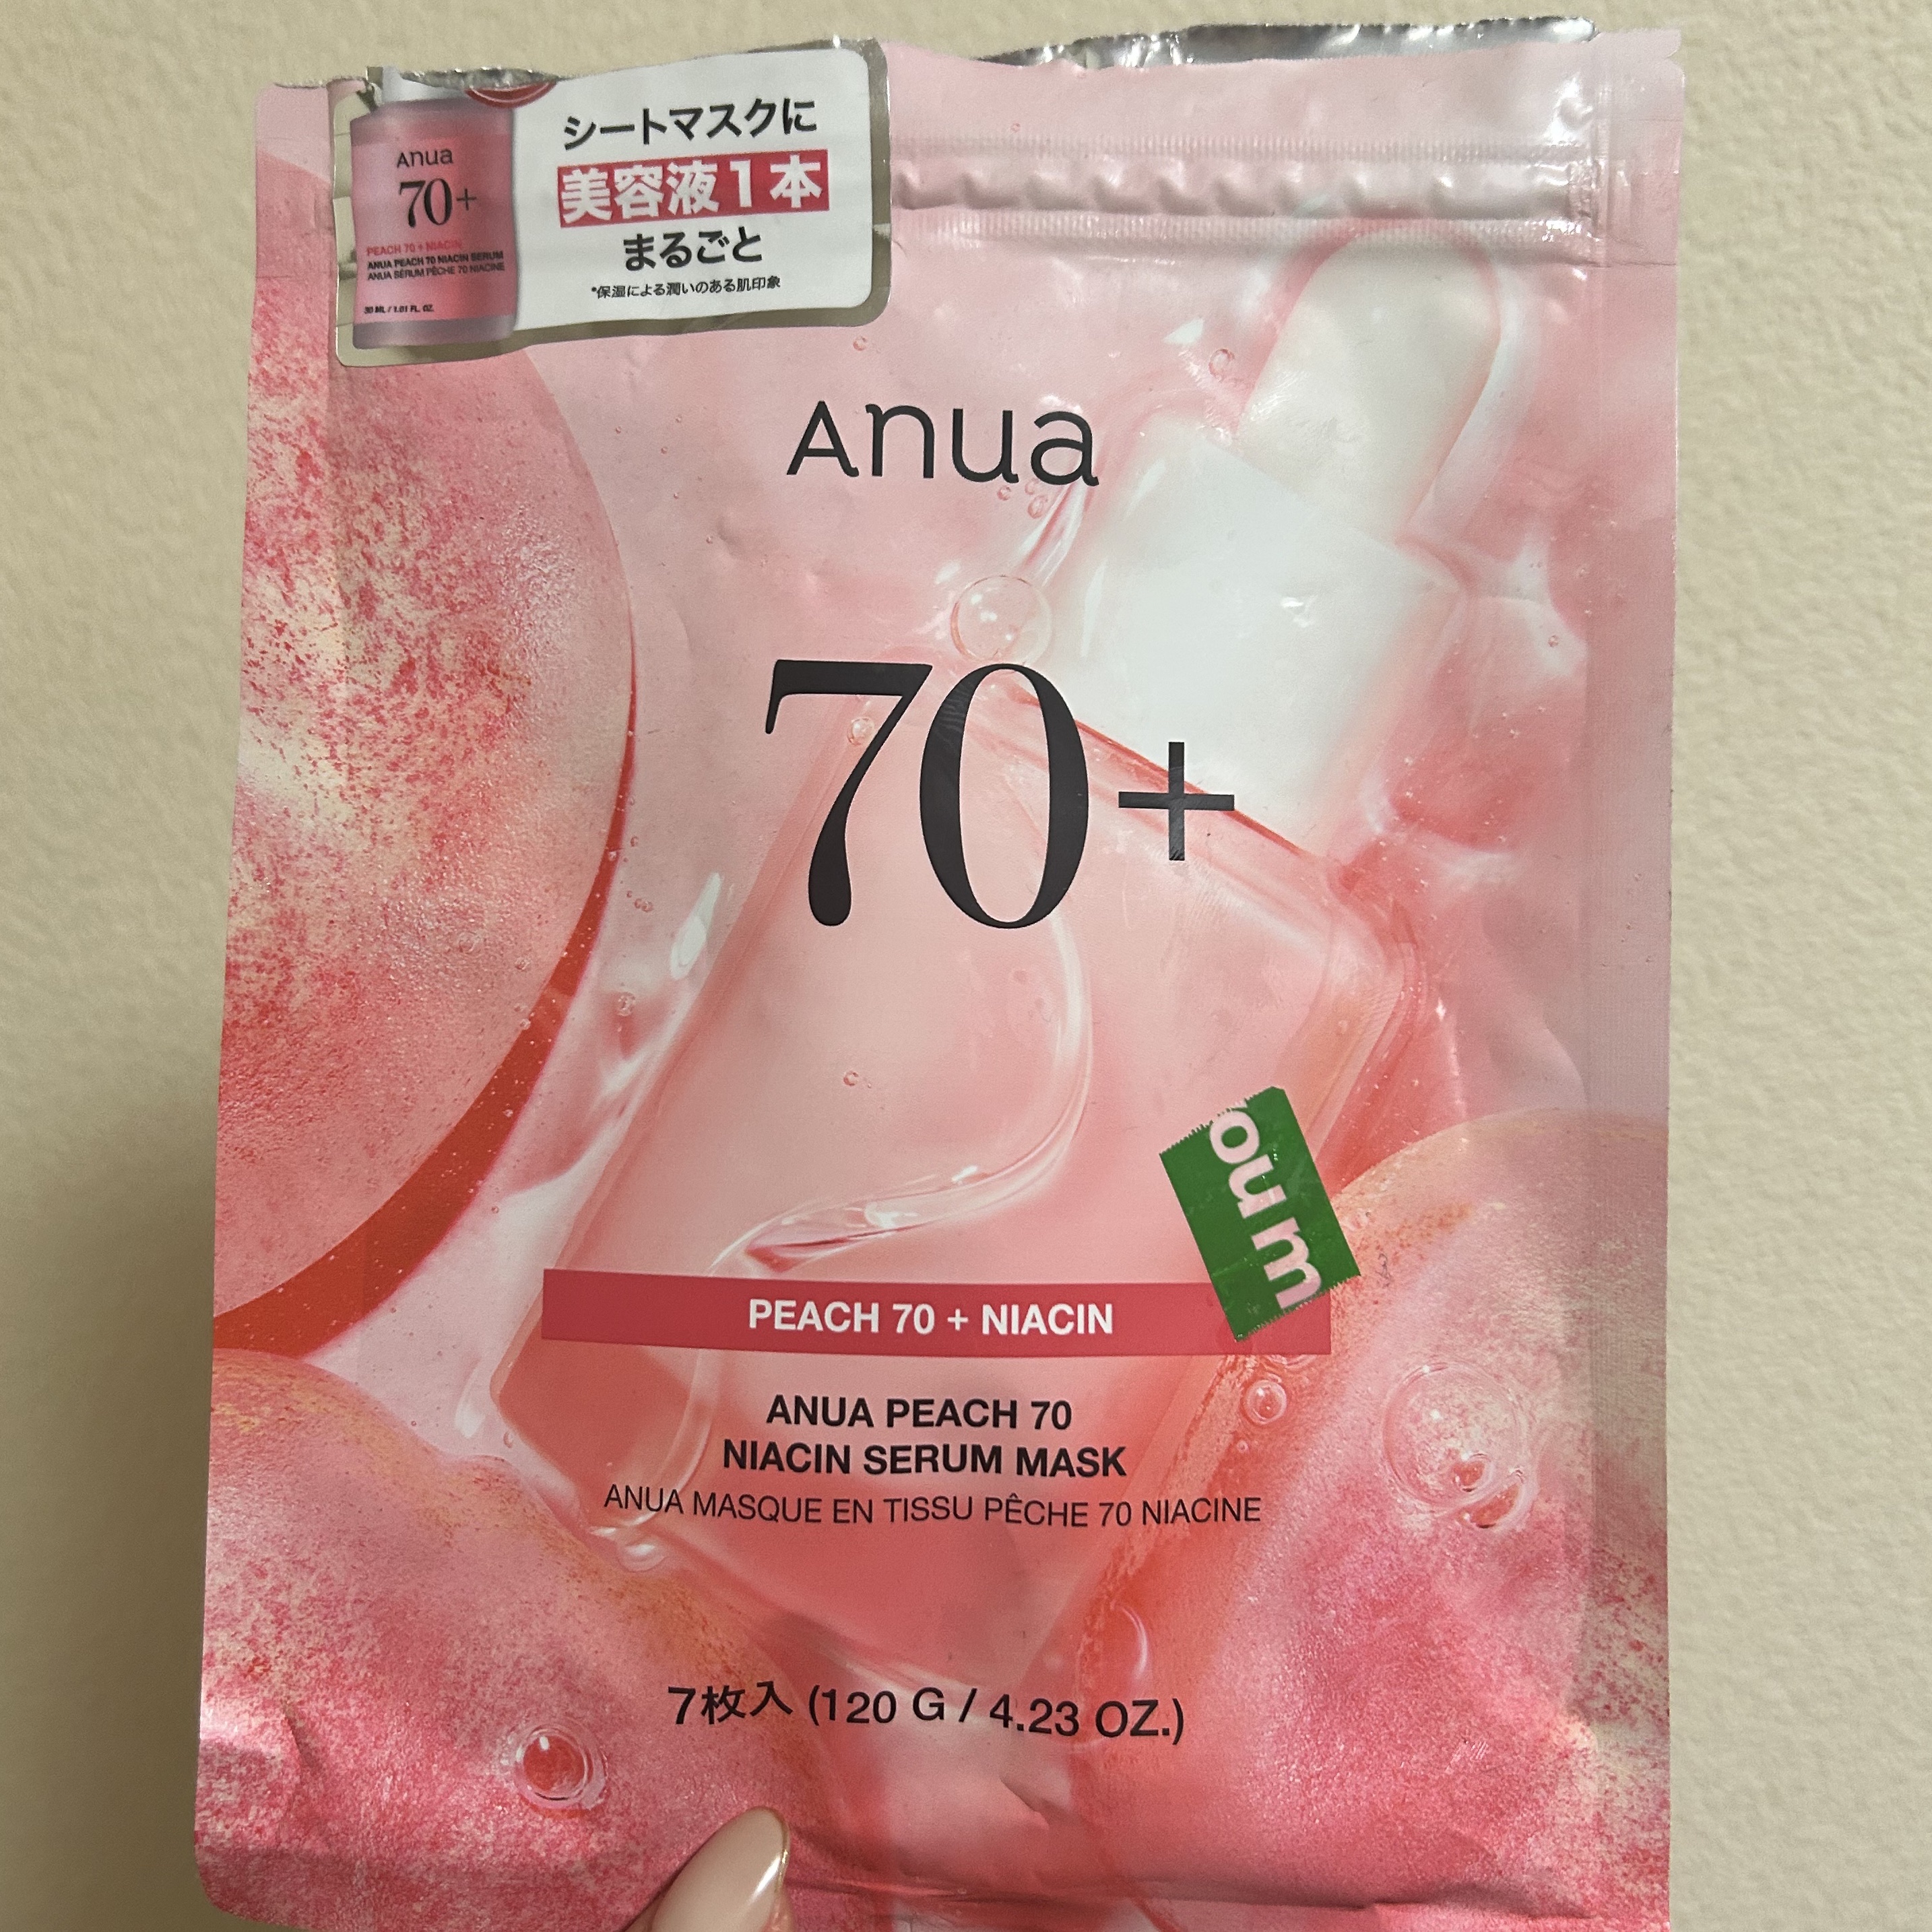 Anua
70+
PEACH 70 + NIACIN
ANUA PEACH 70 NIACIN SERUM
ANUA SÉRUM PÊCHE 70 NIACINE
30 ML / 1.01 FL. OZ.
シートマスクに
美容液1本
まるごと
*保湿による潤いのある肌印象
Anua
70+
PEACH 70 + NIACIN
ANUA PEACH 70
NIACIN SERUM MASK
ANUA MASQUE EN TISSU PÊCHE 70 NIACINE
7枚入 (120 G / 4.23 OZ.)